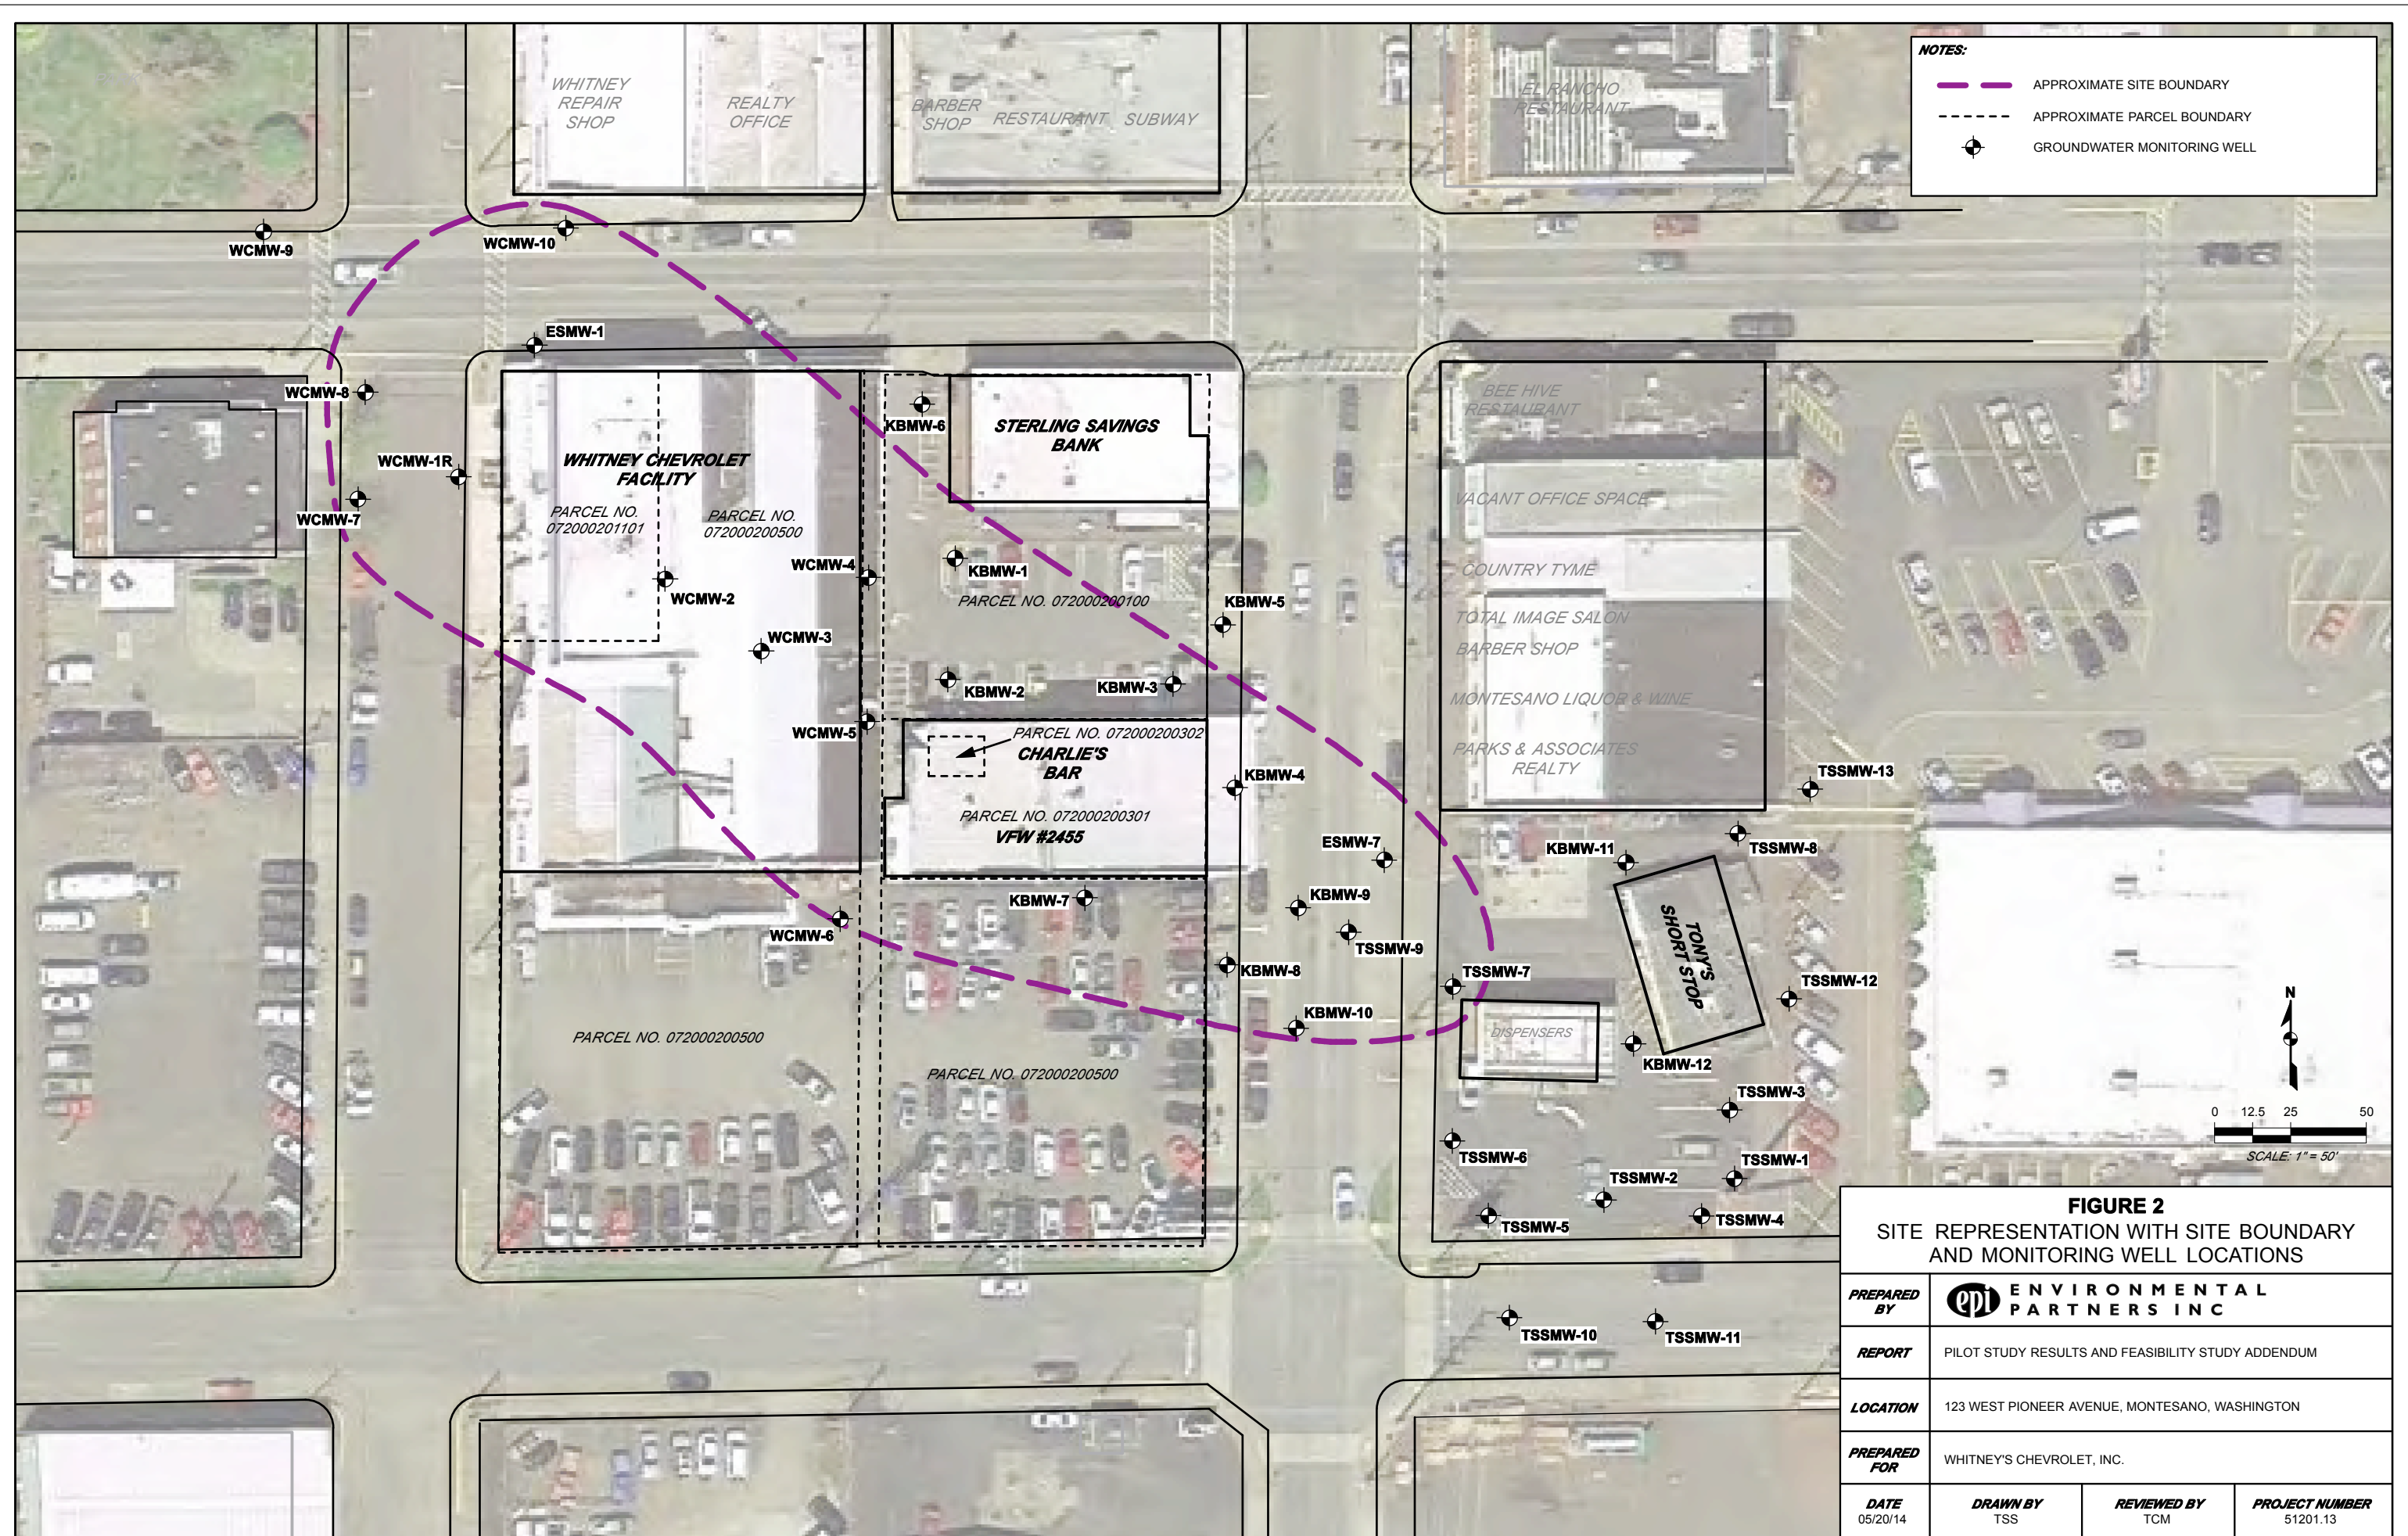 NOTES:
APPROXIMATE SITE BOUNDARY
APPROXIMATE PARCEL BOUNDARY
GROUNDWATER MONITORING WELL
WHITNEY
REPAIR
SHOP
REALTY
OFFICE
BARBER
SHOP
RESTAURANT
SUBWAY
EL RANCHO
RESTAURANT
WCMW-9
WCMW-10
ESMW-1
WCMW-8
WCMW-1R
WCMW-7
WHITNEY CHEVROLET
FACILITY
PARCEL NO.
072000201101
PARCEL NO.
072000200500
KBMW-6
STERLING SAVINGS
BANK
BEE HIVE
RESTAURANT
VACANT OFFICE SPACE
COUNTRY TYME
TOTAL IMAGE SALON
BARBER SHOP
MONTESANO LIQUOR & WINE
PARKS & ASSOCIATES
REALTY
WCMW-4
WCMW-2
WCMW-3
WCMW-5
KBMW-1
PARCEL NO. 072000200100
KBMW-5
KBMW-2
KBMW-3
PARCEL NO. 072000200302
CHARLIE'S
BAR
KBMW-4
PARCEL NO. 072000200301
VFW #2455
WCMW-6
KBMW-7
ESMW-7
KBMW-9
TSSMW-9
KBMW-8
KBMW-10
TSSMW-13
TSSMW-8
KBMW-11
TONY'S
SHORT STOP
TSSMW-7
TSSMW-12
DISPENSERS
KBMW-12
PARCEL NO. 072000200500
PARCEL NO. 072000200500
TSSMW-3
TSSMW-6
TSSMW-1
TSSMW-2
TSSMW-5
TSSMW-4
TSSMW-10
TSSMW-11
N
0 12.5 25 50
SCALE: 1" = 50'
FIGURE 2
SITE REPRESENTATION WITH SITE BOUNDARY
AND MONITORING WELL LOCATIONS
PREPARED
BY
epi
ENVIRONMENTAL
PARTNERS INC
REPORT
PILOT STUDY RESULTS AND FEASIBILITY STUDY ADDENDUM
LOCATION
123 WEST PIONEER AVENUE, MONTESANO, WASHINGTON
PREPARED
FOR
WHITNEY'S CHEVROLET, INC.
DATE
05/20/14
DRAWN BY
TSS
REVIEWED BY
TCM
PROJECT NUMBER
51201.13